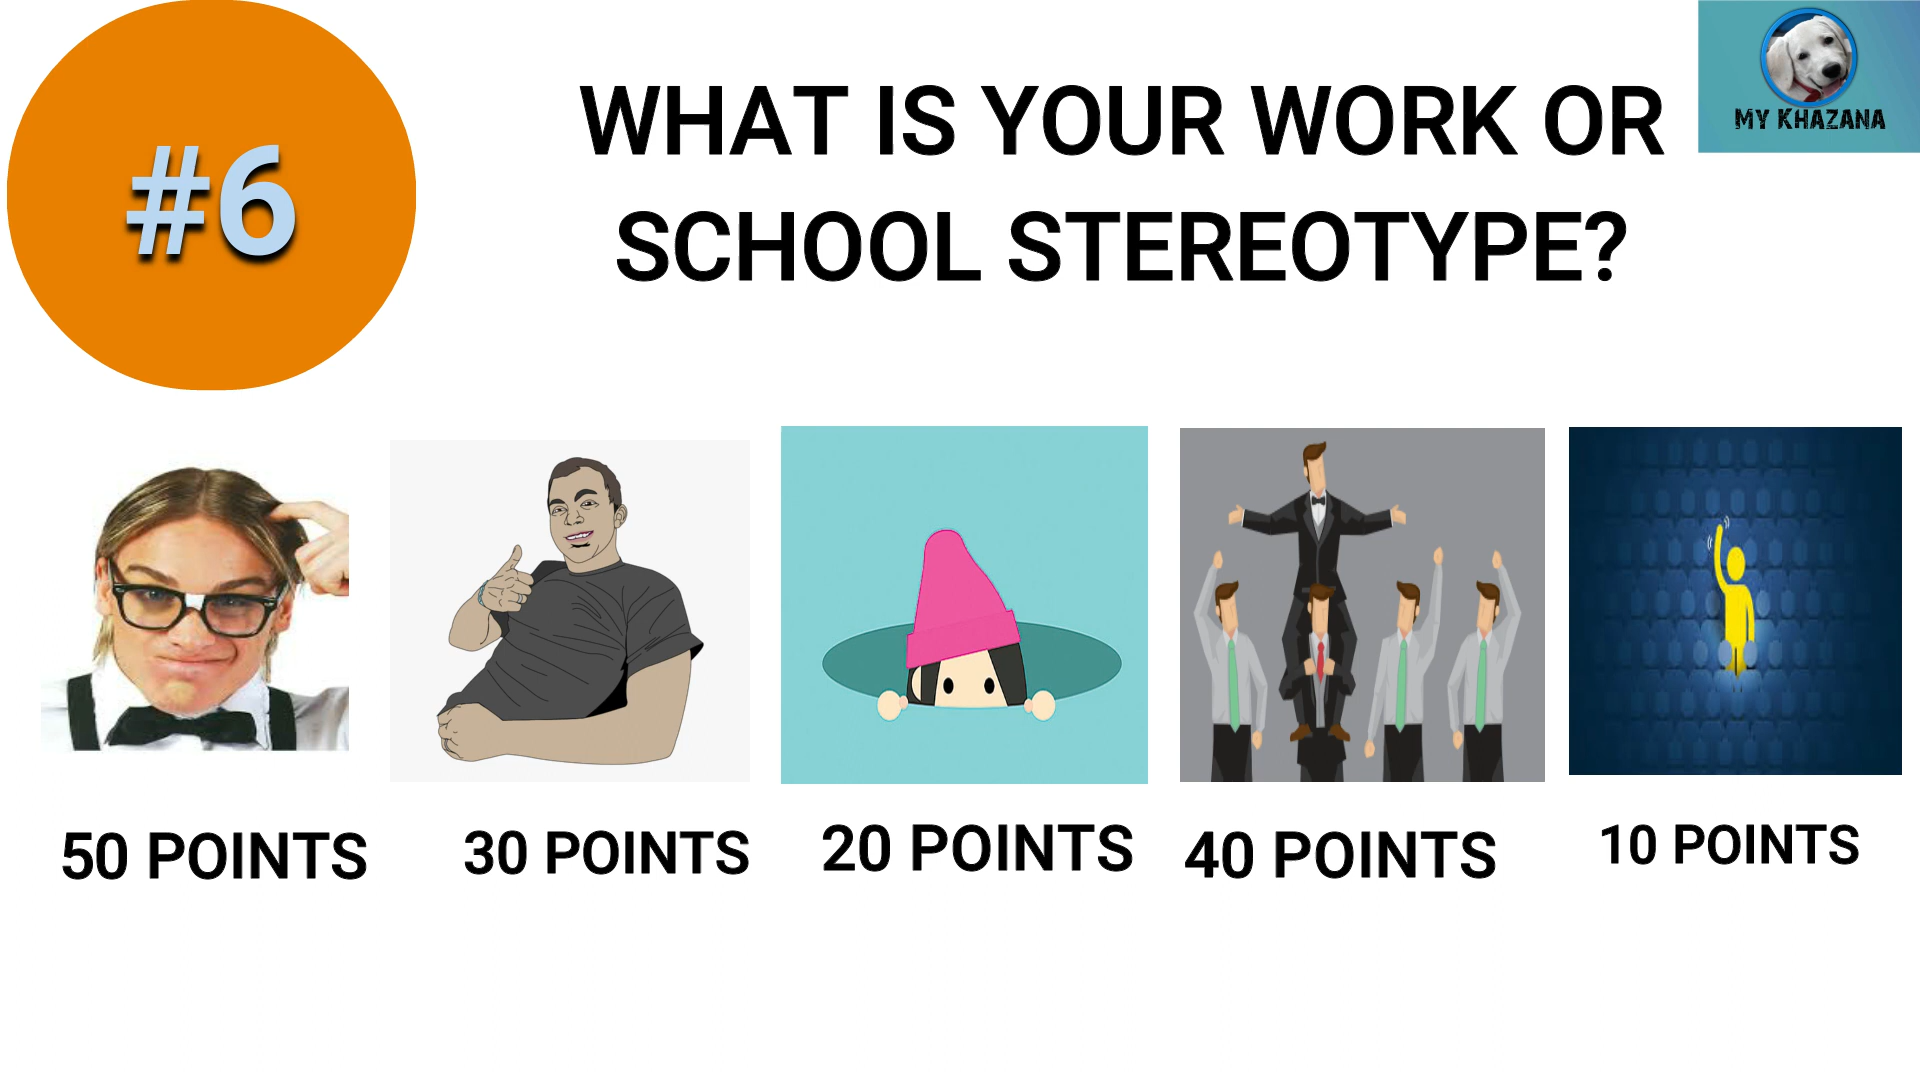 #6
WHAT IS YOUR WORK OR
SCHOOL STEREOTYPE?
MY KHAZANA
50 POINTS
30 POINTS
20 POINTS
40 POINTS
10 POINTS